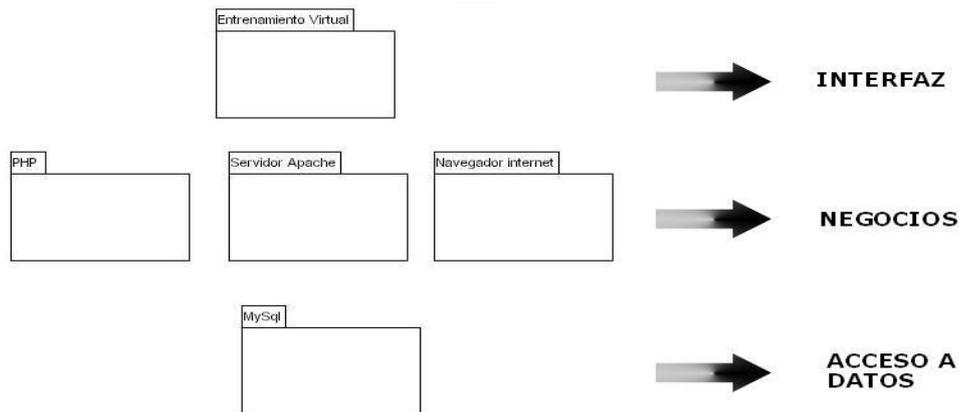 Entrenamiento Virtual
INTERFAZ
PHP
Servidor Apache
Navegador internet
NEGOCIOS
MySql
ACCESO A
DATOS